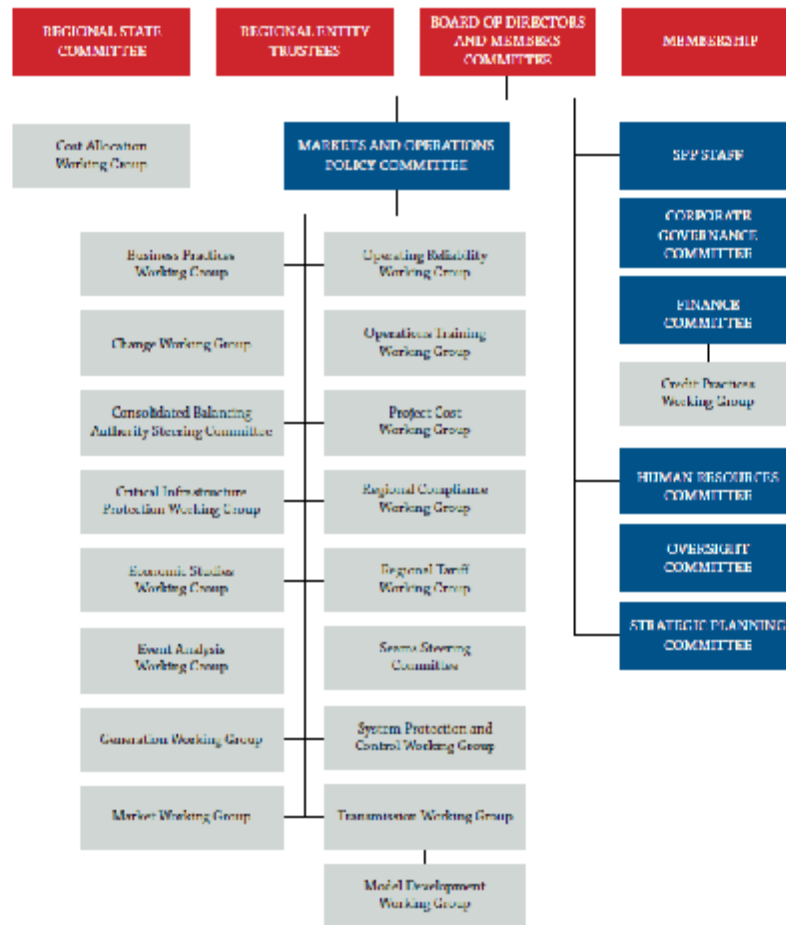 REGIONAL STATE
COMMITTEE
REGIONAL ENTITY
TRUSTEES
BOARD OF DIRECTORS
AND MEMBERS
COMMITTEE
MEMBERSHIP
Cost Allocation
Working Group
MARKETS AND OPERATIONS
POLICY COMMITTEE
SPP STAFF
CORPORATE
GOVERNANCE
COMMITTEE
Business Practices
Working Group
Operating Reliability
Working Group
FINANCE
COMMITTEE
Change Working Group
Operations Training
Working Group
Credit Practices
Working Group
Consolidated Balancing
Authority Steering Committee
Project Cost
Working Group
Critical Infrastructure
Protection Working Group
Regional Compliance
Working Group
HUMAN RESOURCES
COMMITTEE
Economic Studies
Working Group
Regional Tariff
Working Group
OVERSIGHT
COMMITTEE
Event Analysis
Working Group
Seams Steering
Committee
STRATEGIC PLANNING
COMMITTEE
Generation Working Group
System Protection and
Control Working Group
Market Working Group
Transmission Working Group
Model Development
Working Group